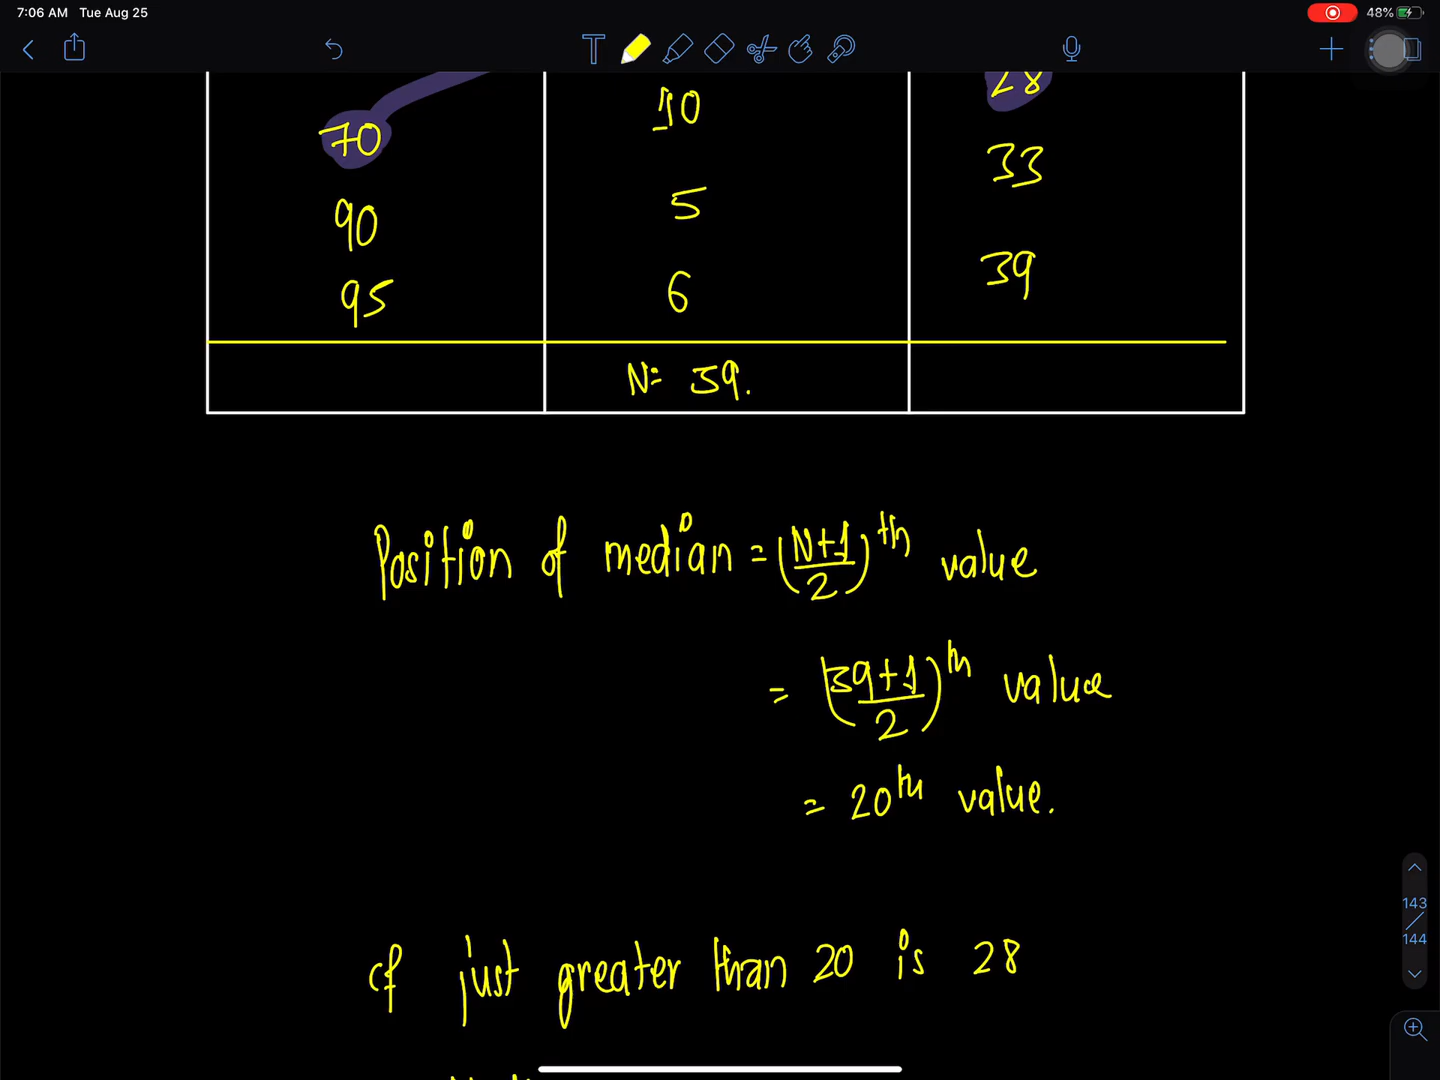 7:06 AM Tue Aug 25 48%
T
10 28
70 33
90 5
95 6 39
N= 39.
Position of median = (N+1/2)th value
= (39+1/2)th value
= 20th value.
143
144
cf just greater than 20 is 28